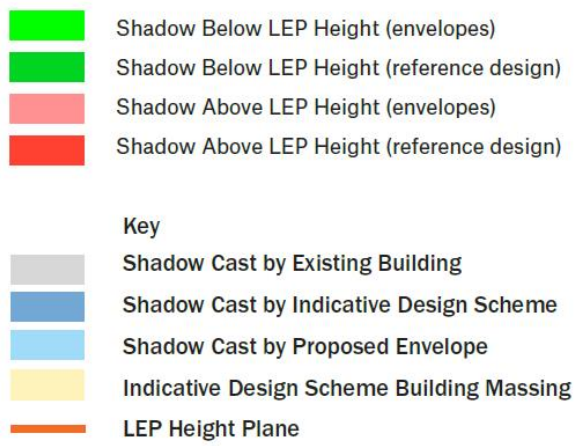 Shadow Below LEP Height (envelopes)
Shadow Below LEP Height (reference design)
Shadow Above LEP Height (envelopes)
Shadow Above LEP Height (reference design)
Key
Shadow Cast by Existing Building
Shadow Cast by Indicative Design Scheme
Shadow Cast by Proposed Envelope
Indicative Design Scheme Building Massing
LEP Height Plane